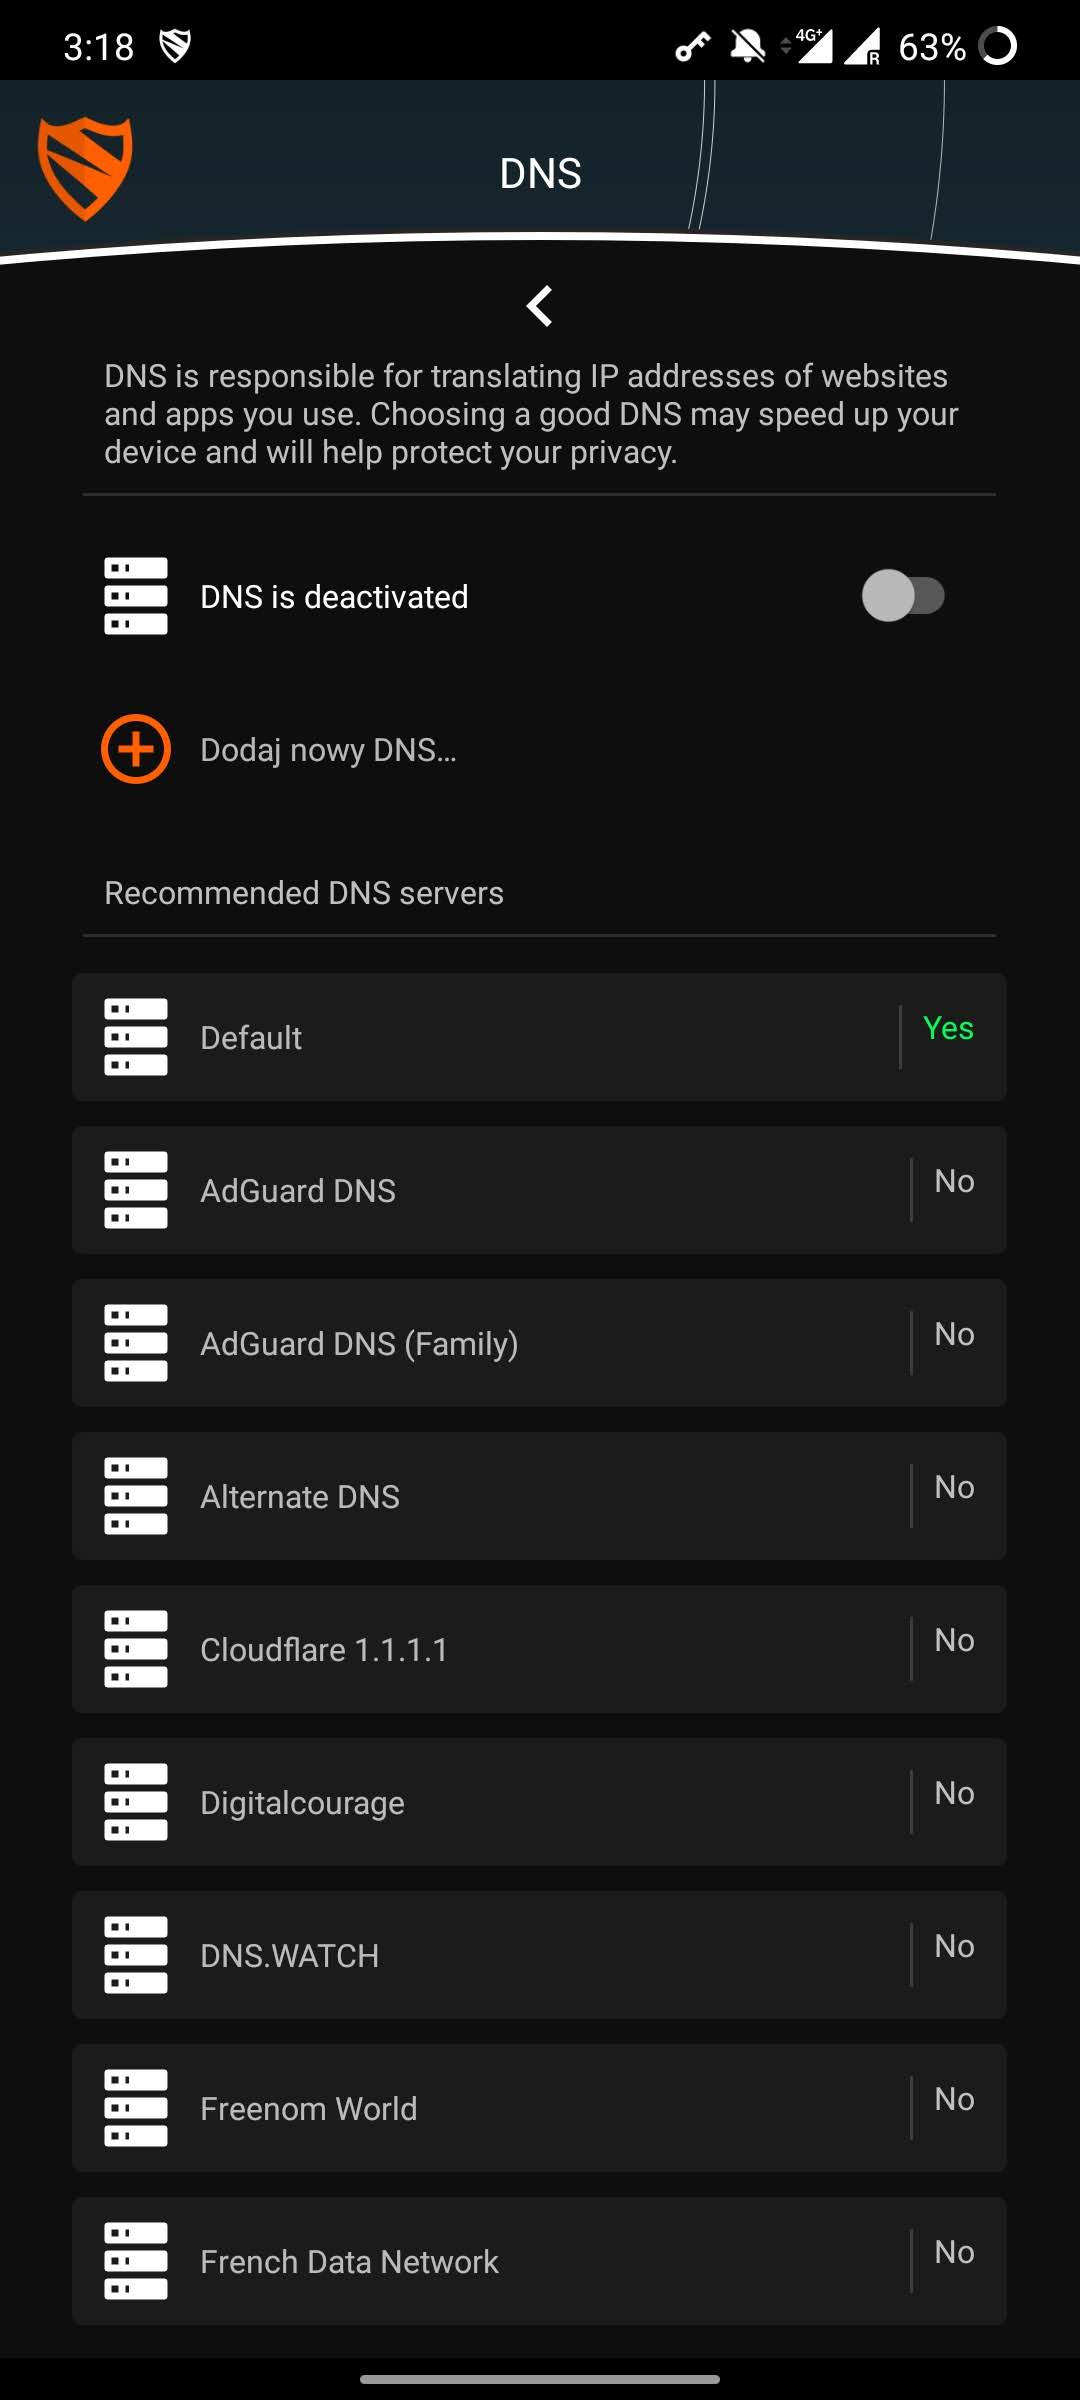 3:18
4G+
R
63%
DNS
DNS is responsible for translating IP addresses of websites
and apps you use. Choosing a good DNS may speed up your
device and will help protect your privacy.
DNS is deactivated
Dodaj nowy DNS...
Recommended DNS servers
Default
Yes
AdGuard DNS
No
AdGuard DNS (Family)
No
Alternate DNS
No
Cloudflare 1.1.1.1
No
Digitalcourage
No
DNS.WATCH
No
Freenom World
No
French Data Network
No